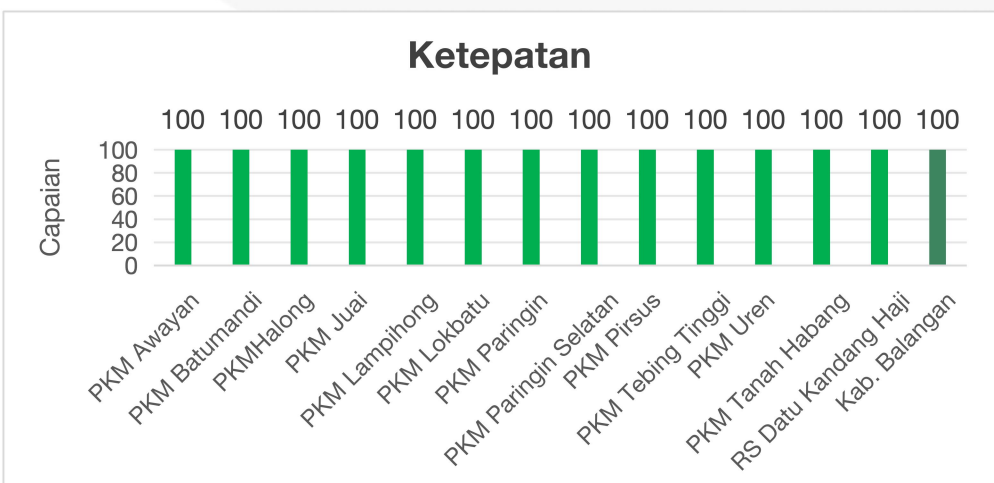 Ketepatan
100 100 100 100 100 100 100 100 100 100 100 100 100 100
Capaian
100
80
60
40
20
0
PKM Awayan
PKM Batumandi
PKMHalong
PKM Juai
PKM Lampihong
PKM Lokbatu
PKM Paringin
PKM Paringin Selatan
PKM Pirsus
PKM Tebing Tinggi
PKM Uren
PKM Tanah Habang
RS Datu Kandang Haji
Kab. Balangan